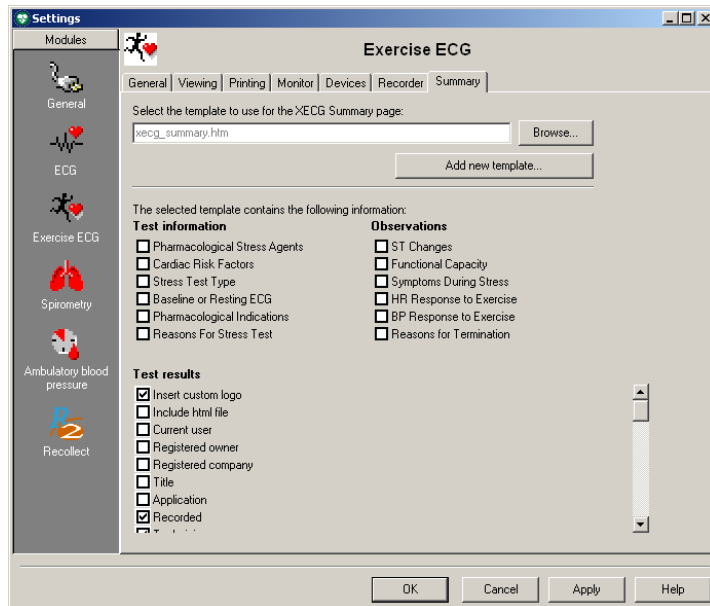 Settings
Modules
General
ECG
Exercise ECG
Spirometry
Ambulatory blood
pressure
Recollect
Exercise ECG
General Viewing Printing Monitor Devices Recorder Summary
Select the template to use for the XECG Summary page:
xecg_summary.htm Browse...
Add new template...
The selected template contains the following information:
Test information Observations
Pharmacological Stress Agents ST Changes
Cardiac Risk Factors Functional Capacity
Stress Test Type Symptoms During Stress
Baseline or Resting ECG HR Response to Exercise
Pharmacological Indications BP Response to Exercise
Reasons For Stress Test Reasons for Termination
Test results
Insert custom logo
Include html file
Current user
Registered owner
Registered company
Title
Application
Recorded
OK Cancel Apply Help